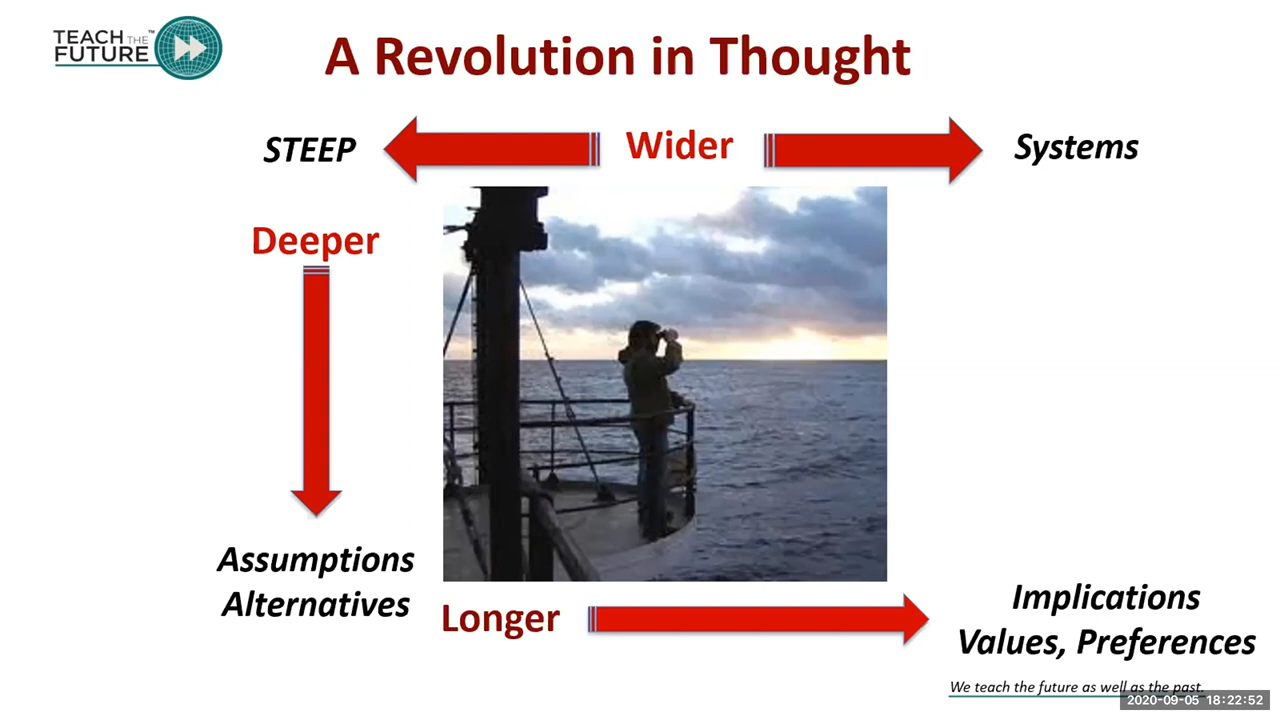 TEACH THE
FUTURE™
A Revolution in Thought
STEEP
Wider
Systems
Deeper
Assumptions
Alternatives
Longer
Implications
Values, Preferences
We teach the future as well as the past.
2020-09-05 18:22:52